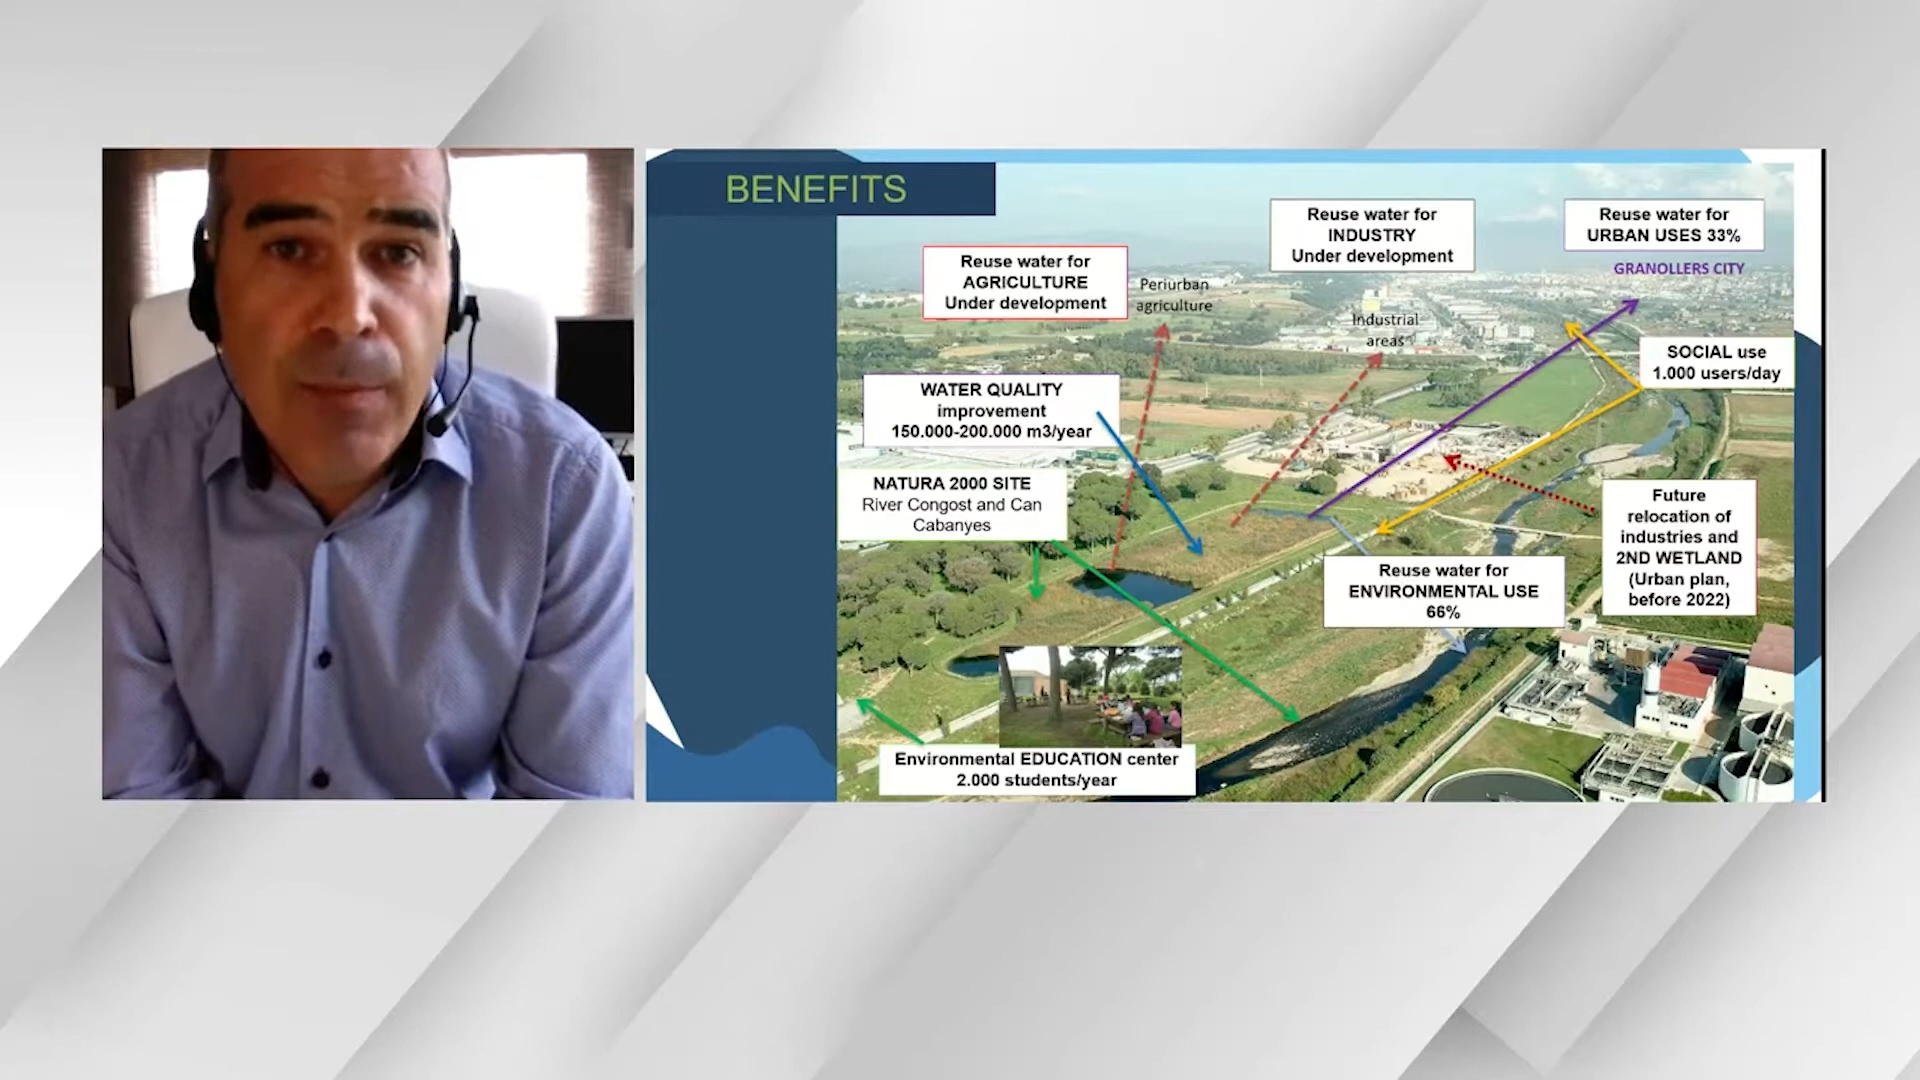 BENEFITS
Reuse water for
AGRICULTURE
Under development
Periurban
agriculture
Reuse water for
INDUSTRY
Under development
Industrial
areas
Reuse water for
URBAN USES 33%
GRANOLLERS CITY
SOCIAL use
1.000 users/day
WATER QUALITY
improvement
150.000-200.000 m3/year
NATURA 2000 SITE
River Congost and Can
Cabanyes
Future
relocation of
industries and
2ND WETLAND
(Urban plan,
before 2022)
Reuse water for
ENVIRONMENTAL USE
66%
Environmental EDUCATION center
2.000 students/year